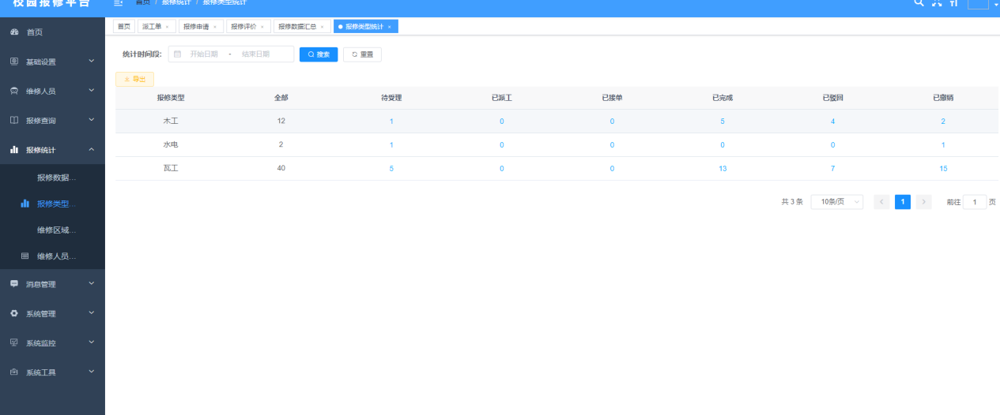 校园报修平台
首页 / 报修统计 / 报修类型统计
首页 派工单 × 报修申请 × 报修评价 × 报修数据汇总 × 报修类型统计 ×
首页
基础设置
维修人员
报修查询
报修统计
报修数据...
报修类型...
维修区域...
维修人员...
消息管理
系统管理
系统监控
系统工具
统计时间段: 开始日期 - 结束日期 搜索 重置
导出
报修类型 全部 待受理 已派工 已接单 已完成 已驳回 已撤销
木工 12 1 0 0 5 4 2
水电 2 1 0 0 0 0 1
瓦工 40 5 0 0 13 7 15
共 3 条 10条/页 < 1 > 前往 1 页